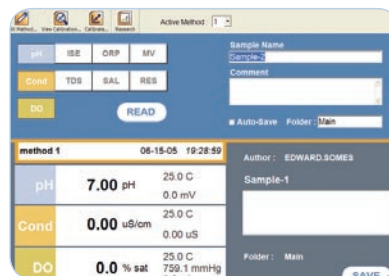 View Calibration... Calibrate... Research Active Method: 1
pH ISE ORP MV
Cond TDS SAL RES
DO READ
Sample Name
Sample-2
Comment
Auto-Save Folder: Main
method 1 06-15-05 19:28:59
pH 7.00 pH 25.0 C
0.0 mV
Cond 0.00 uS/cm 25.0 C
0.00 uS
DO 0.0 % sat 25.0 C
759.1 mmHg
Author: EDWARD.SOMES
Sample-1
Folder: Main
SAVE